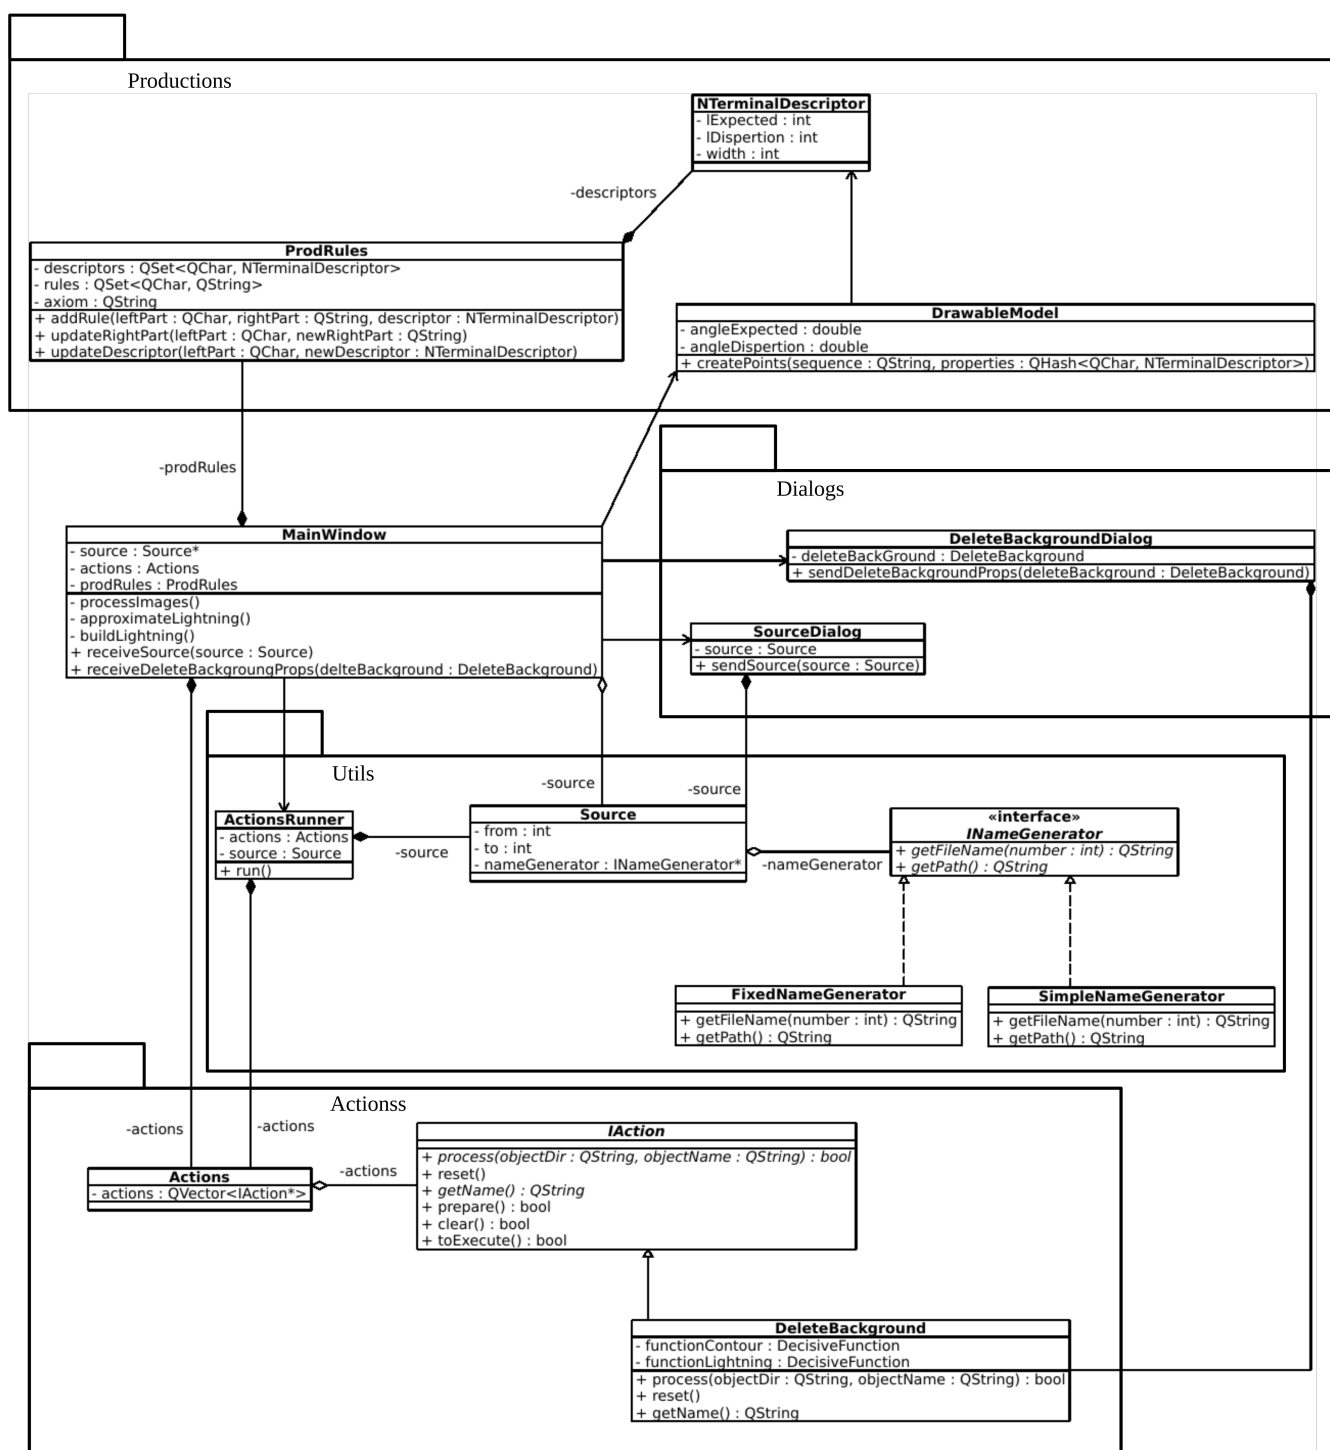 Productions
NTerminalDescriptor
- lExpected : int
- lDispertion : int
- width : int
-descriptors
ProdRules
- descriptors : QSet<QChar, NTerminalDescriptor>
- rules : QSet<QChar, QString>
- axiom : QString
+ addRule(leftPart : QChar, rightPart : QString, descriptor : NTerminalDescriptor)
+ updateRightPart(leftPart : QChar, newRightPart : QString)
+ updateDescriptor(leftPart : QChar, newDescriptor : NTerminalDescriptor)
DrawableModel
- angleExpected : double
- angleDispertion : double
+ createPoints(sequence : QString, properties : QHash<QChar, NTerminalDescriptor>)
-prodRules
Dialogs
MainWindow
- source : Source*
- actions : Actions
- prodRules : ProdRules
- processImages()
- approximateLightning()
- buildLightning()
+ receiveSource(source : Source)
+ receiveDeleteBackgroungProps(delteBackground : DeleteBackground)
DeleteBackgroundDialog
- deleteBackGround : DeleteBackground
+ sendDeleteBackgroundProps(deleteBackground : DeleteBackground)
SourceDialog
- source : Source
+ sendSource(source : Source)
Utils
-source
-source
ActionsRunner
- actions : Actions
- source : Source
+ run()
-source
Source
- from : int
- to : int
- nameGenerator : INameGenerator*
-nameGenerator
«interface»
INameGenerator
+ getFileName(number : int) : QString
+ getPath() : QString
FixedNameGenerator
+ getFileName(number : int) : QString
+ getPath() : QString
SimpleNameGenerator
+ getFileName(number : int) : QString
+ getPath() : QString
Actionss
-actions
-actions
Actions
- actions : QVector<IAction*>
-actions
IAction
+ process(objectDir : QString, objectName : QString) : bool
+ reset()
+ getName() : QString
+ prepare() : bool
+ clear() : bool
+ toExecute() : bool
DeleteBackground
- functionContour : DecisiveFunction
- functionLightning : DecisiveFunction
+ process(objectDir : QString, objectName : QString) : bool
+ reset()
+ getName() : QString